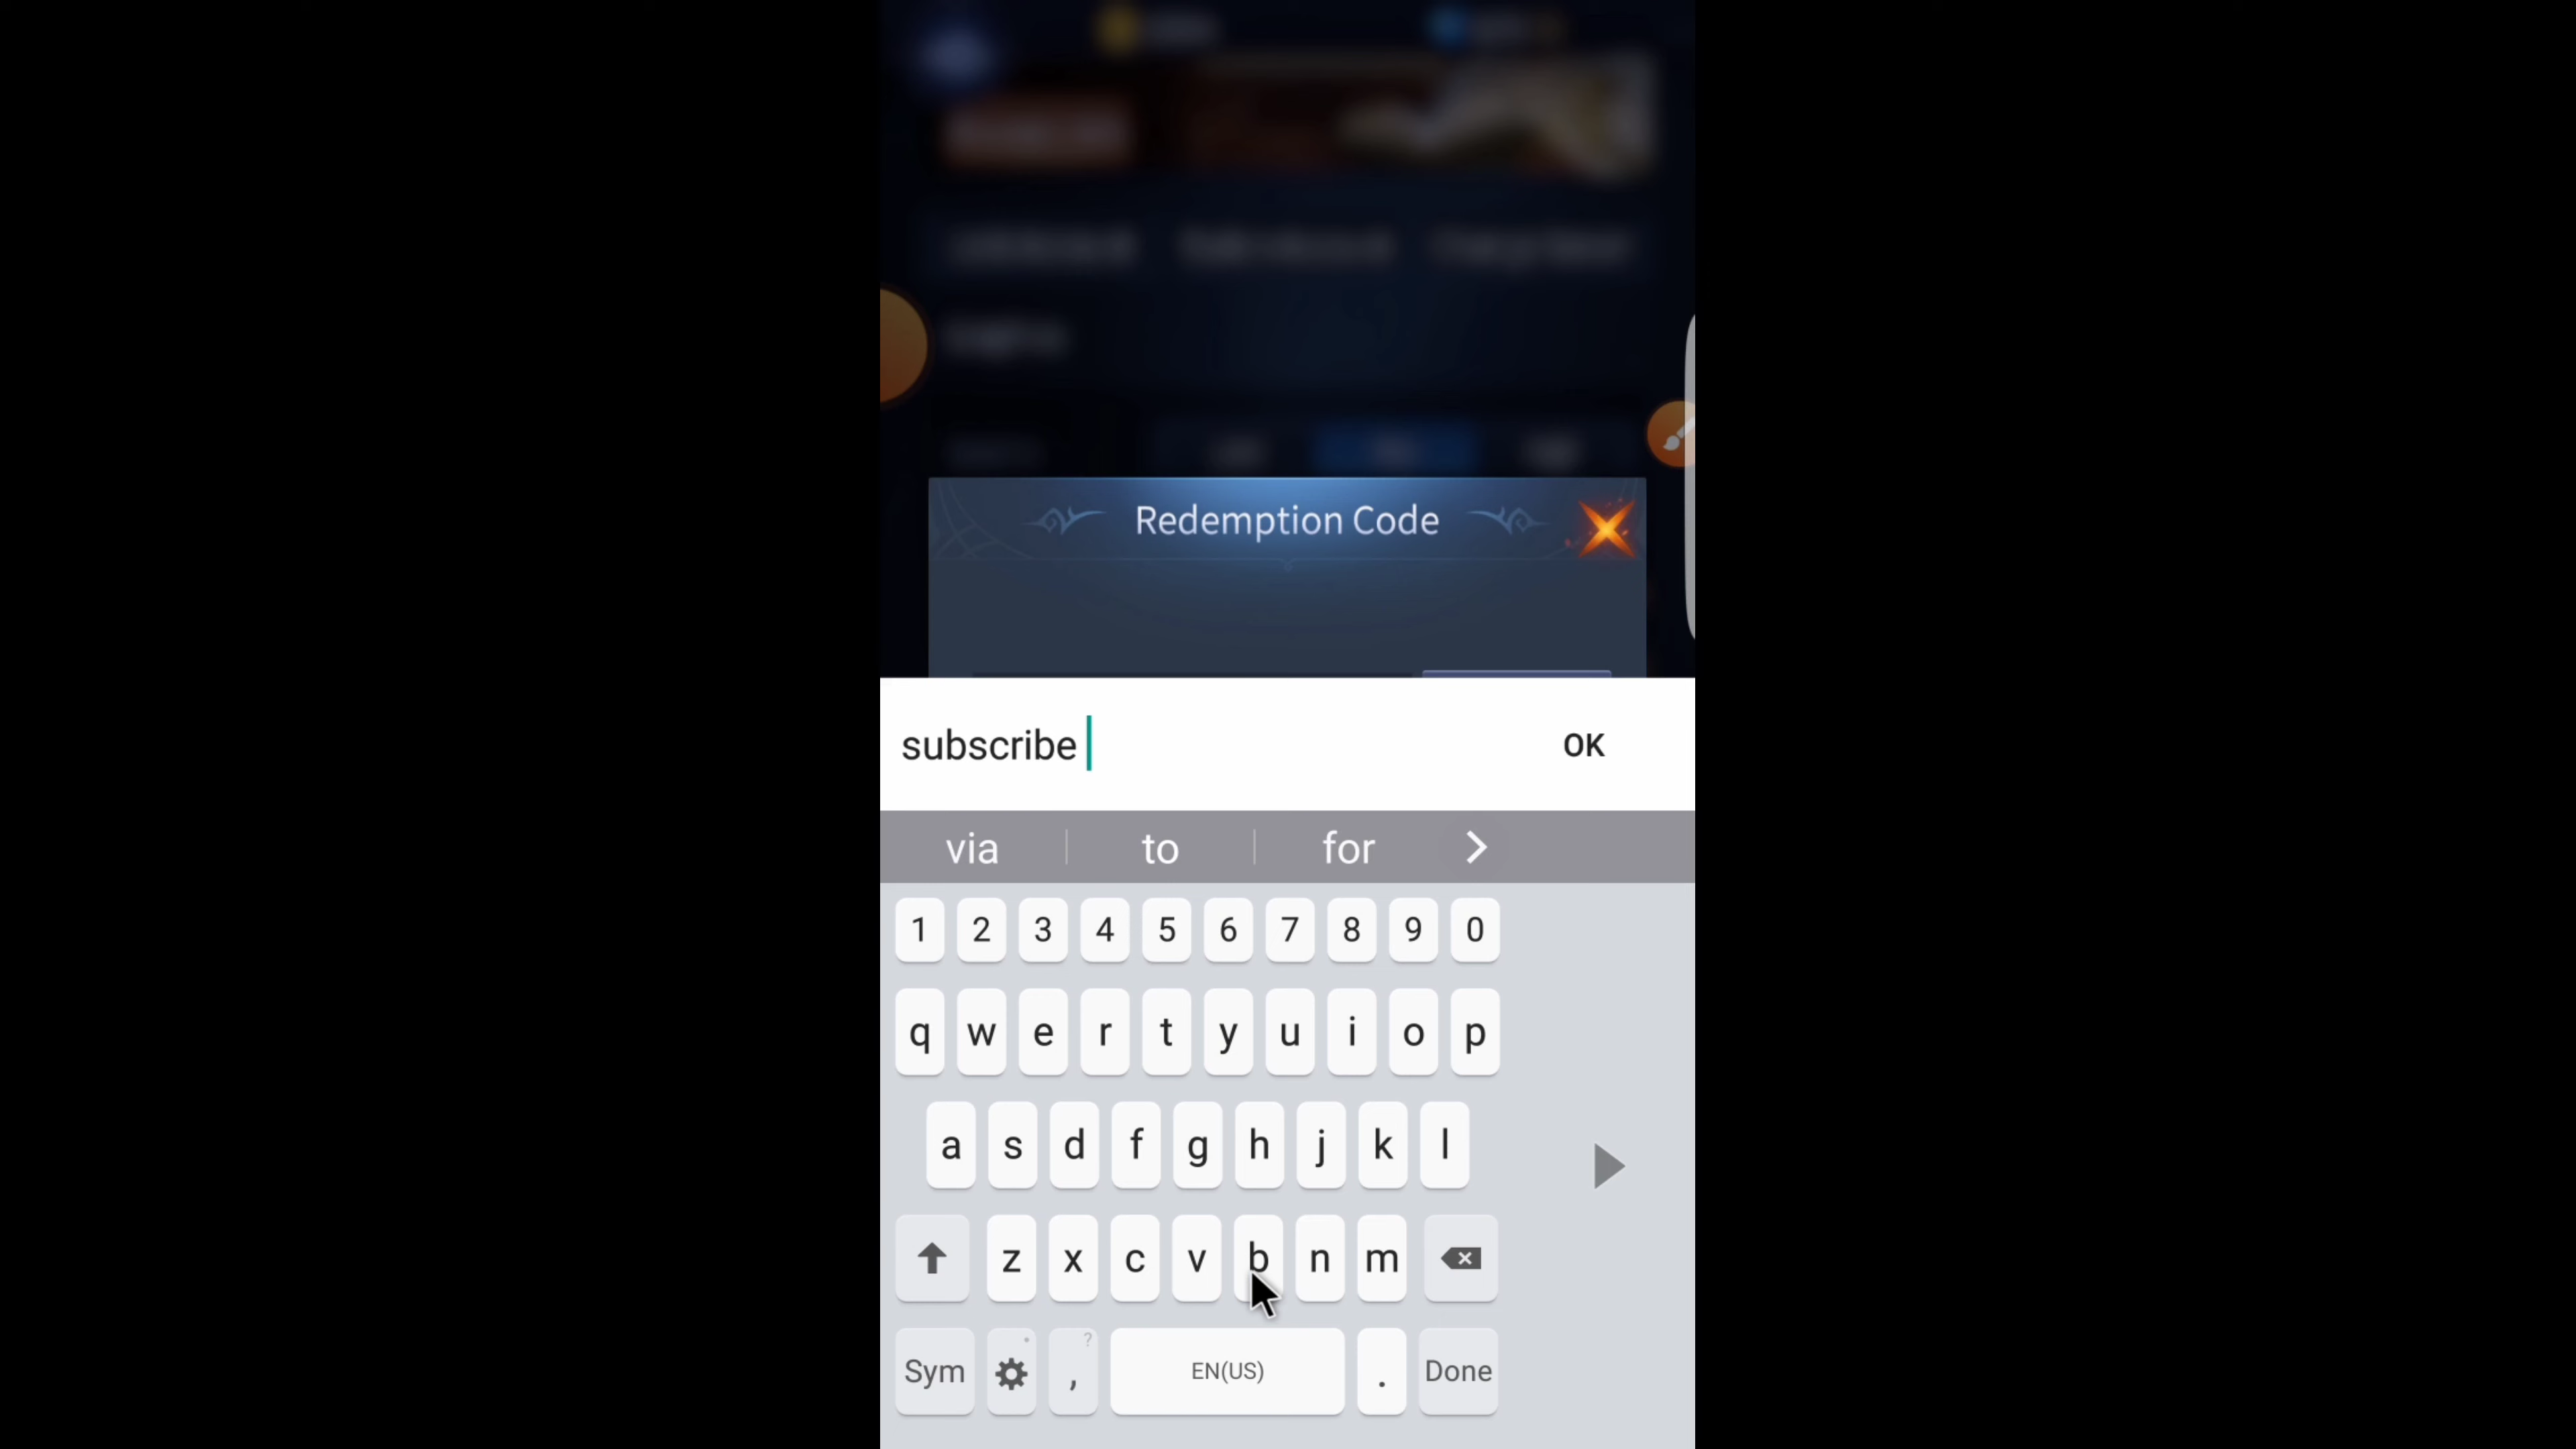 Redemption Code
subscribe
OK
via to for
1 2 3 4 5 6 7 8 9 0
q w e r t y u i o p
a s d f g h j k l
z x c v b n m
Sym , ? EN(US) . Done